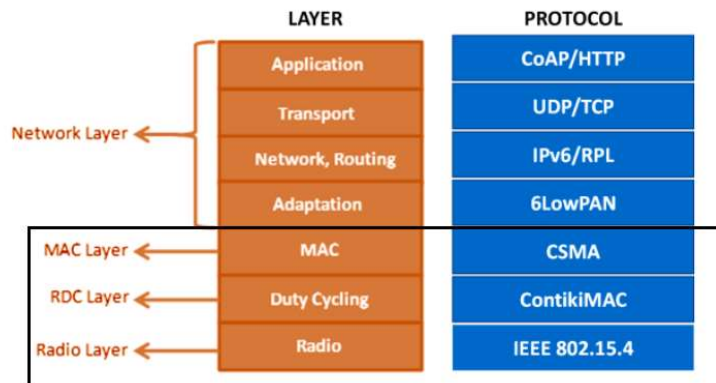 LAYER PROTOCOL
Application CoAP/HTTP
Transport UDP/TCP
Network Layer Network, Routing IPv6/RPL
Adaptation 6LowPAN
MAC Layer MAC CSMA
RDC Layer Duty Cycling ContikiMAC
Radio Layer Radio IEEE 802.15.4